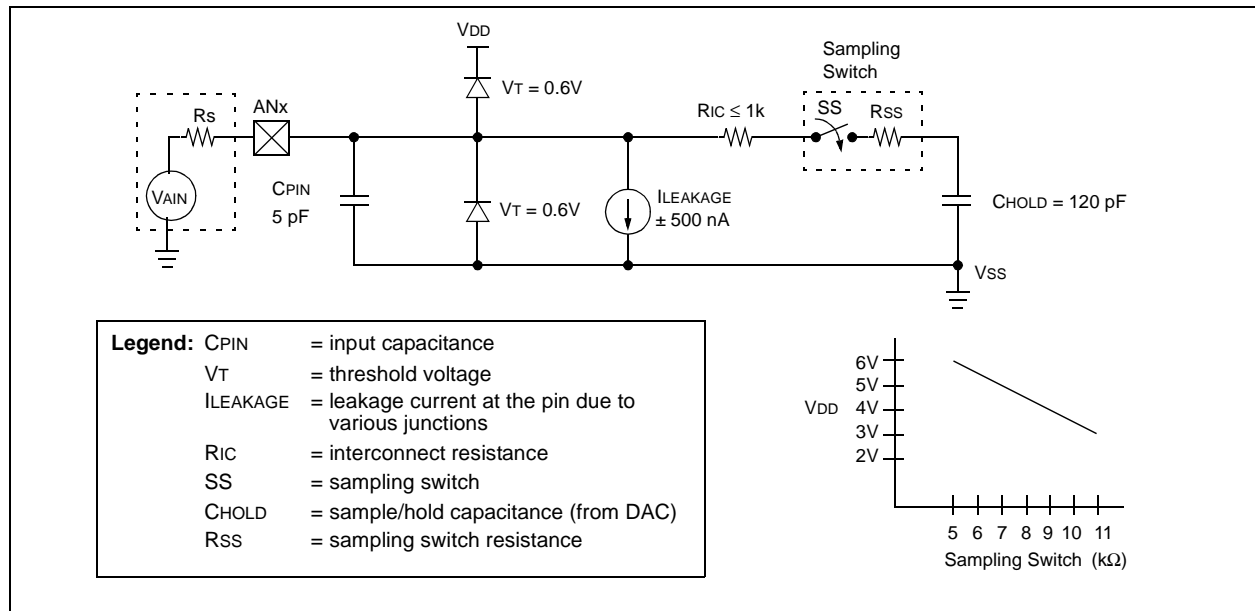 VDD
Sampling
Switch
VT = 0.6V
Rs
ANx
RIC ≤ 1k
SS
RSS
VAIN
CPIN
5 pF
VT = 0.6V
ILEAKAGE
± 500 nA
CHOLD = 120 pF
VSS
Legend: CPIN = input capacitance
VT = threshold voltage
ILEAKAGE = leakage current at the pin due to
various junctions
RIC = interconnect resistance
SS = sampling switch
CHOLD = sample/hold capacitance (from DAC)
RSS = sampling switch resistance
6V
5V
VDD 4V
3V
2V
5 6 7 8 9 10 11
Sampling Switch (kΩ)